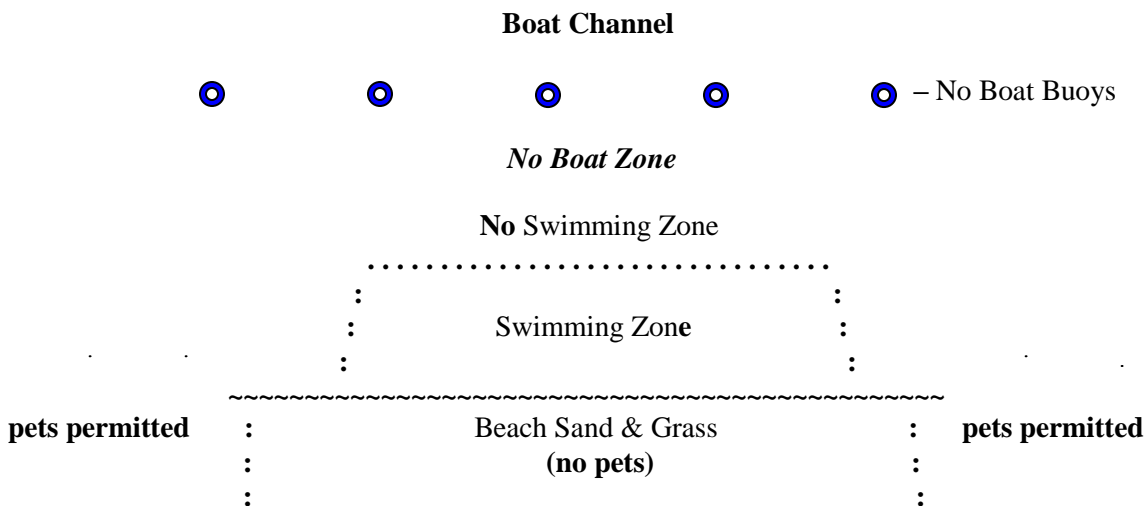 Boat Channel
– No Boat Buoys
No Boat Zone
No Swimming Zone
. . . . . . . . . . . . . . . . . . . . . . . . . . . . . . . .
: :
: Swimming Zone :
: :
~~~~~~~~~~~~~~~~~~~~~~~~~~~~~~~~~~~~~~~~~~~~~~~
pets permitted : Beach Sand & Grass : pets permitted
: (no pets) :
: :